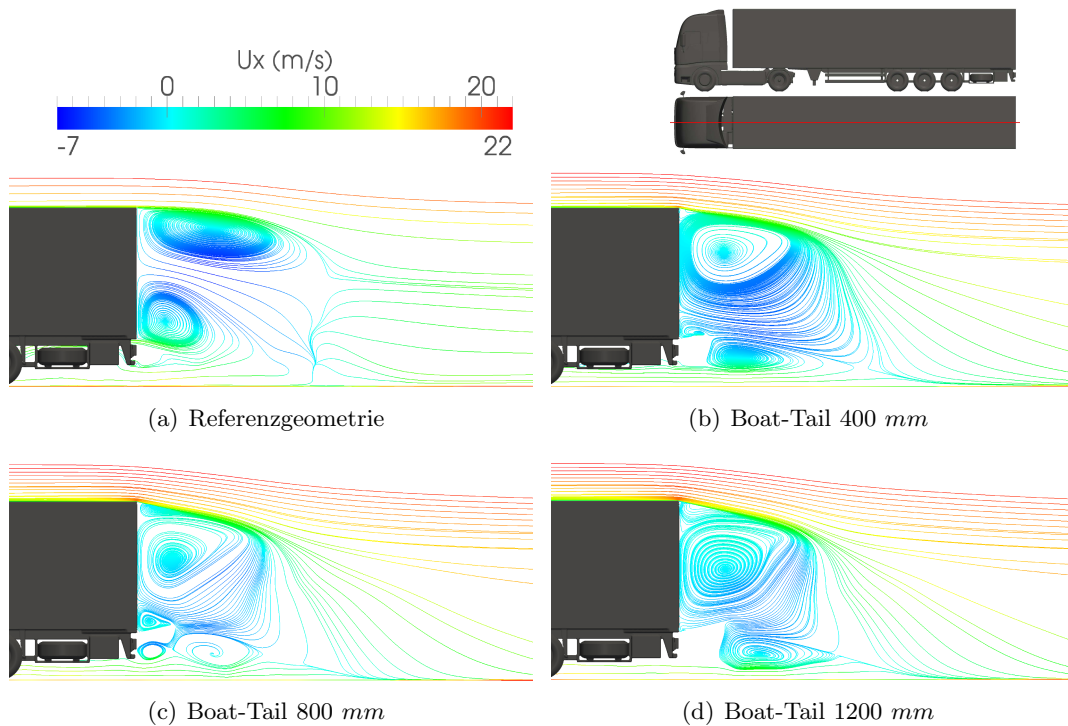 Ux (m/s)
0 10 20
-7 22
(a) Referenzgeometrie
(b) Boat-Tail 400 mm
(c) Boat-Tail 800 mm
(d) Boat-Tail 1200 mm